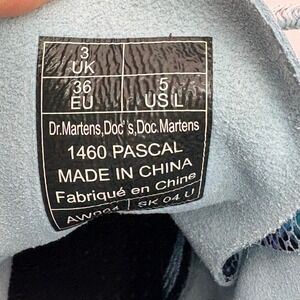 3 UK
36 EU 5 US L
Dr.Martens,Doc's,Doc.Martens
1460 PASCAL
MADE IN CHINA
Fabriqué en Chine
SK 04 U